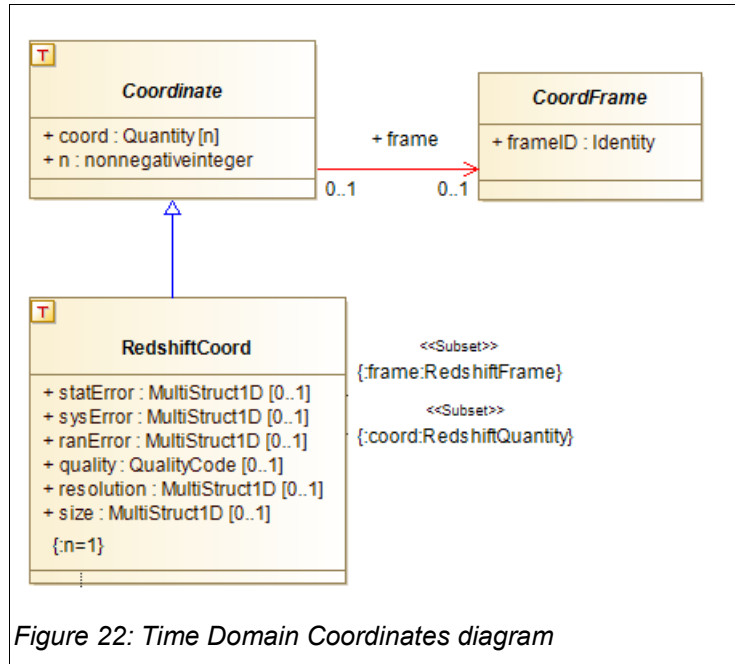 T
Coordinate
+ coord : Quantity [n]
+ n : nonnegativeinteger
CoordFrame
+ frameID : Identity
+ frame
0..1
0..1
T
RedshiftCoord
+ statError : MultiStruct1D [0..1]
+ sysError : MultiStruct1D [0..1]
+ ranError : MultiStruct1D [0..1]
+ quality : QualityCode [0..1]
+ resolution : MultiStruct1D [0..1]
+ size : MultiStruct1D [0..1]
{:n=1}
<<Subset>>
{:frame:RedshiftFrame}
<<Subset>>
{:coord:RedshiftQuantity}
Figure 22: Time Domain Coordinates diagram